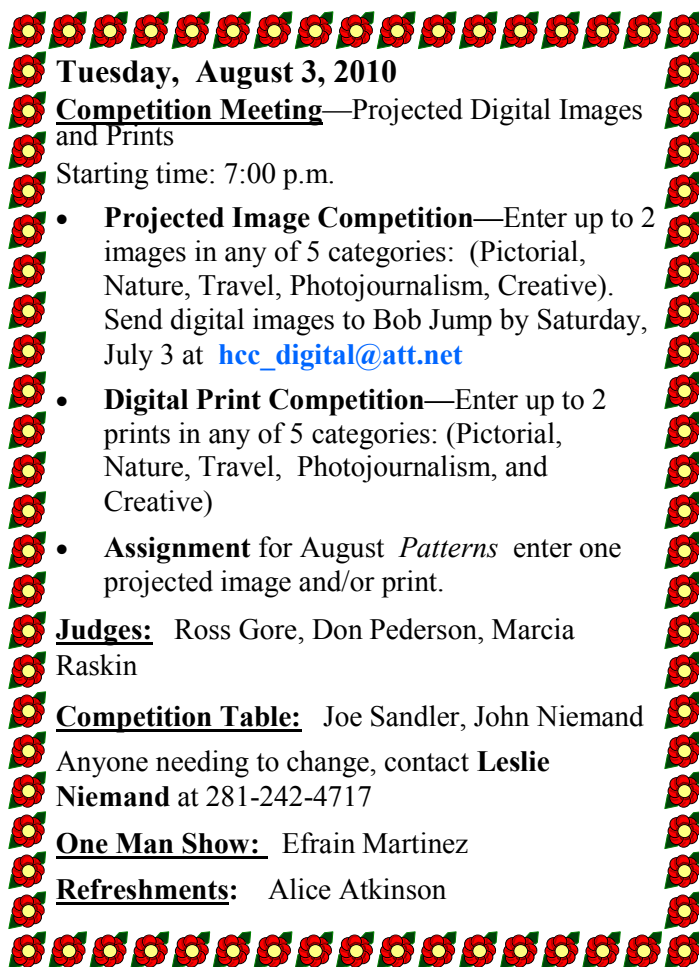 Tuesday, August 3, 2010
Competition Meeting—Projected Digital Images
and Prints
Starting time: 7:00 p.m.
• Projected Image Competition—Enter up to 2
images in any of 5 categories: (Pictorial,
Nature, Travel, Photojournalism, Creative).
Send digital images to Bob Jump by Saturday,
July 3 at hcc_digital@att.net
• Digital Print Competition—Enter up to 2
prints in any of 5 categories: (Pictorial,
Nature, Travel, Photojournalism, and
Creative)
• Assignment for August Patterns enter one
projected image and/or print.
Judges: Ross Gore, Don Pederson, Marcia
Raskin
Competition Table: Joe Sandler, John Niemand
Anyone needing to change, contact Leslie
Niemand at 281-242-4717
One Man Show: Efrain Martinez
Refreshments: Alice Atkinson